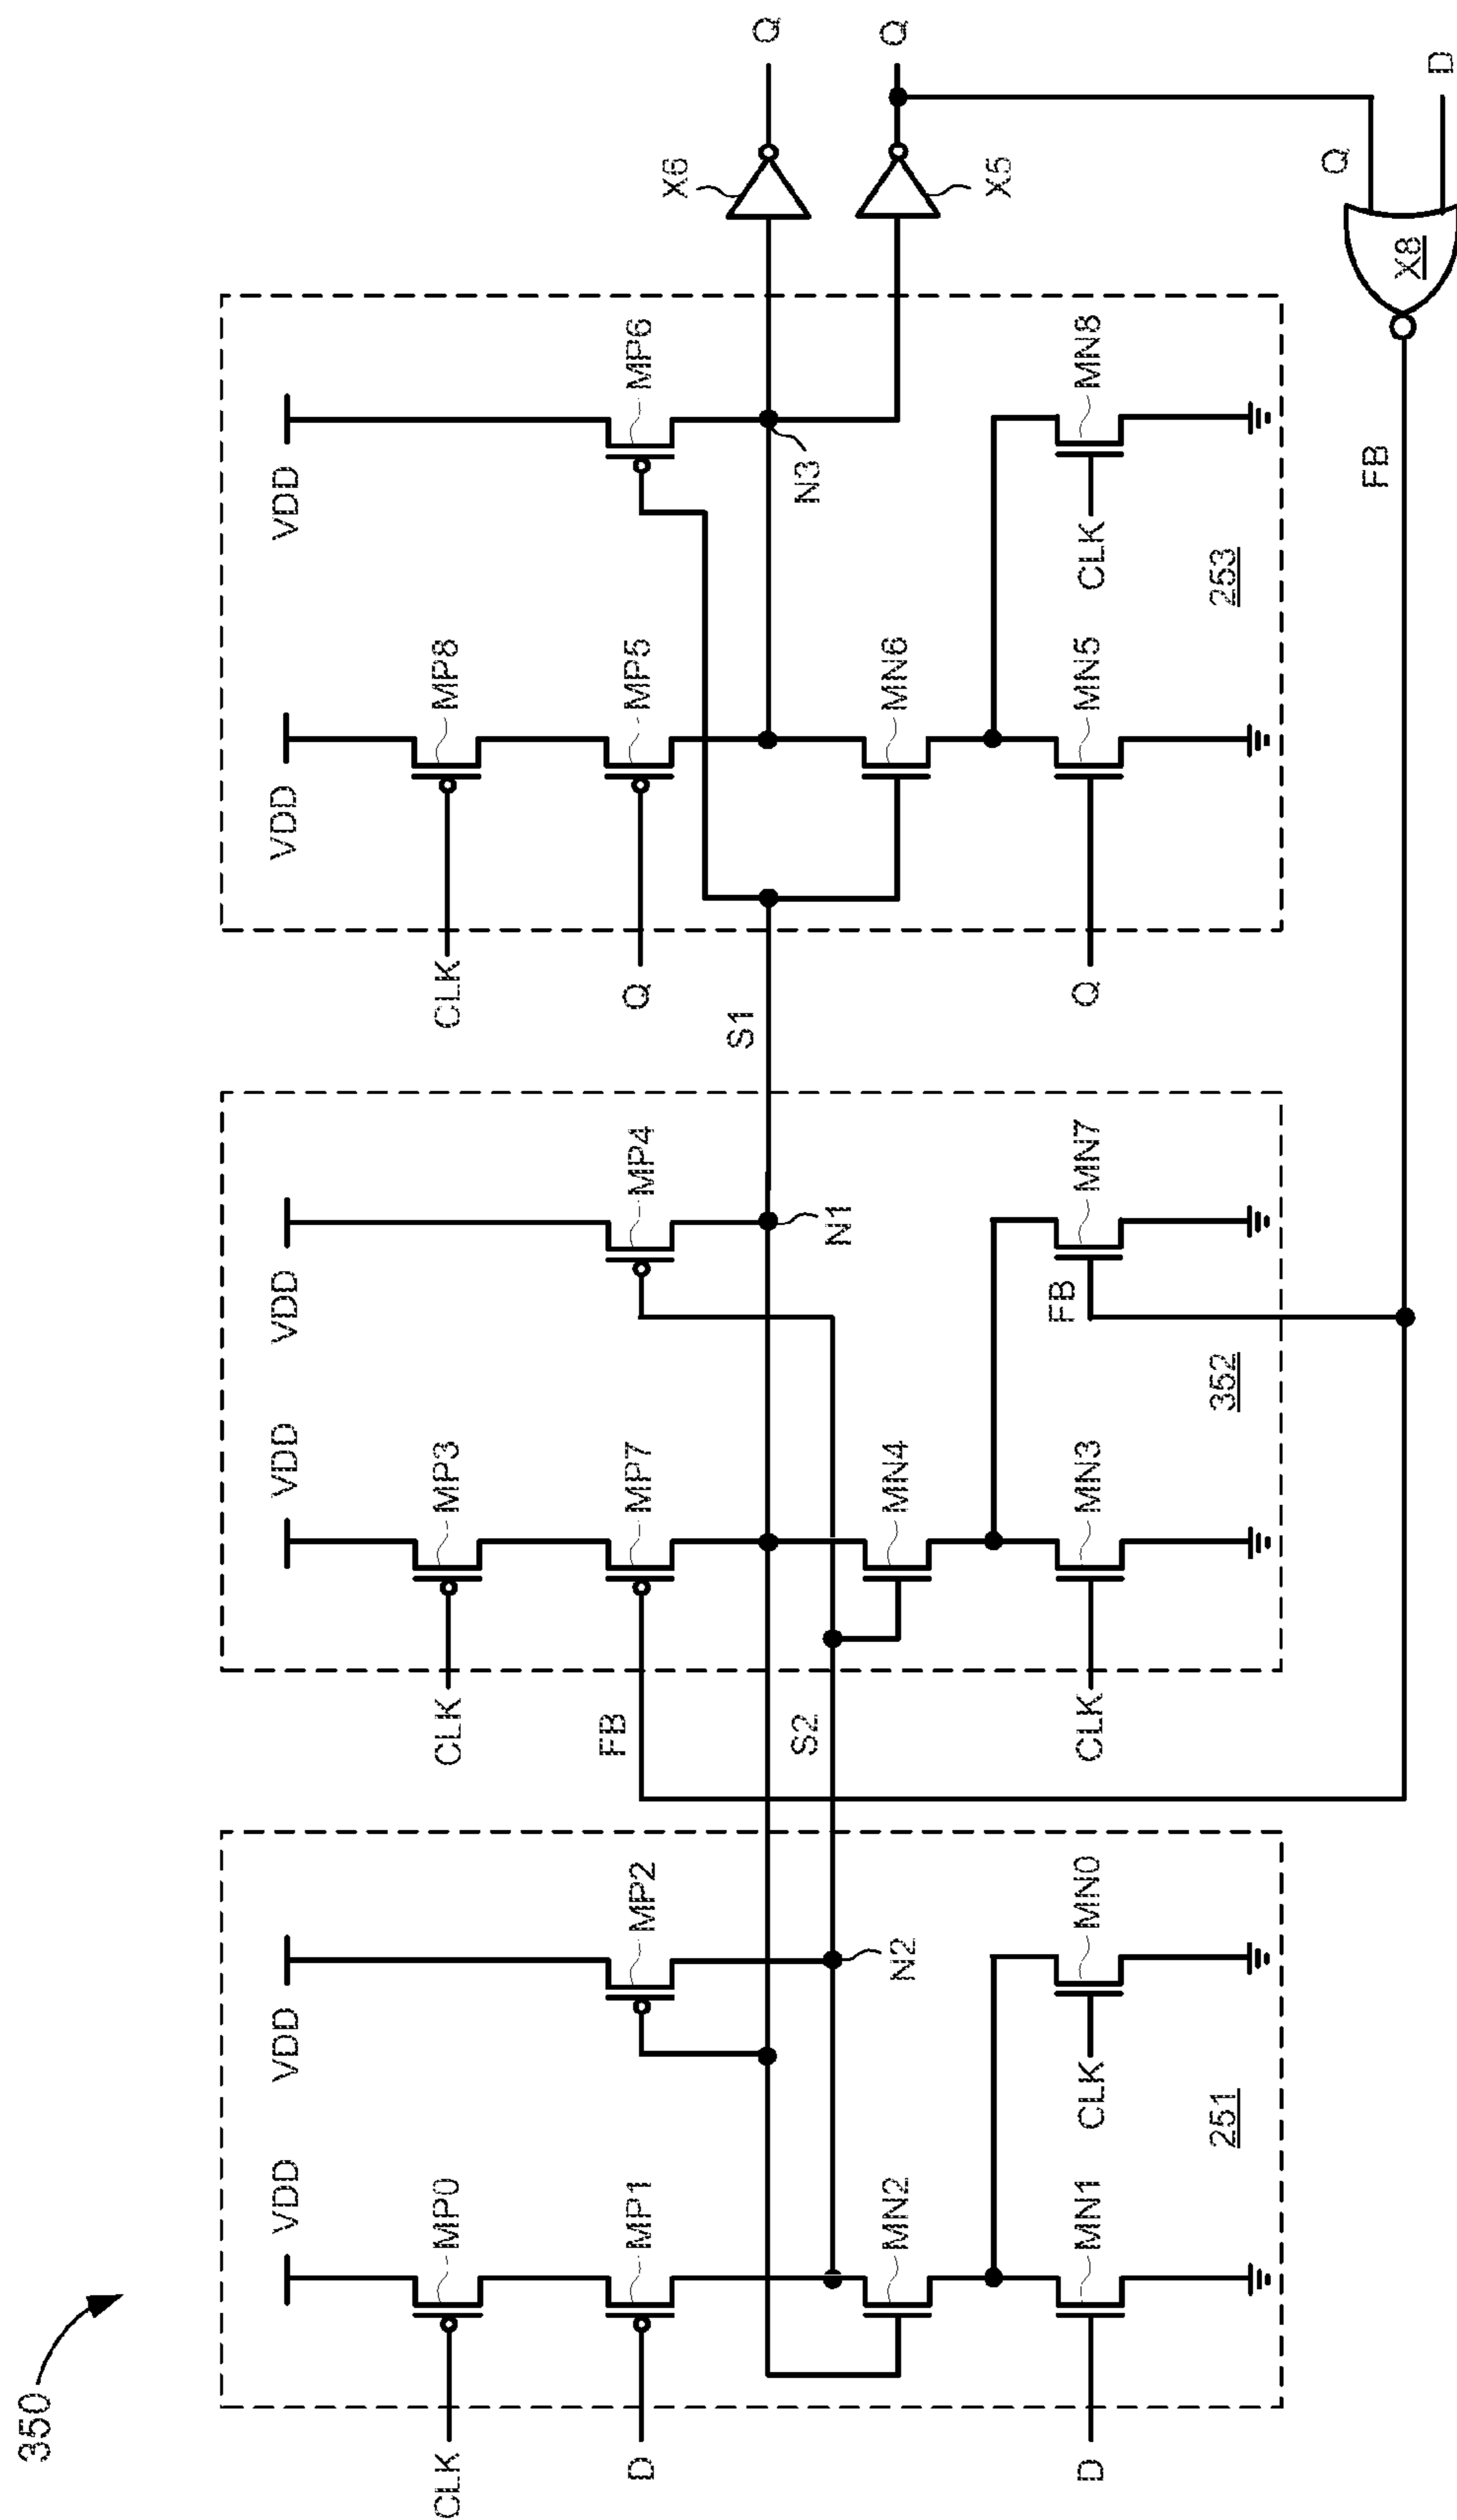 350
VDD
VDD
VDD
VDD
VDD
VDD
CLK
MP0
CLK
MP3
CLK
MP8
D
MP1
MP2
FB
MP7
MP4
Q
MP5
MP6
X6
Q
S1
S2
N1
N3
MN2
N2
MN4
MN6
Q
X5
D
MN1
CLK
MN0
CLK
MN3
FB
MN7
Q
MN5
CLK
MN8
251
352
253
FB
Q
X8
D